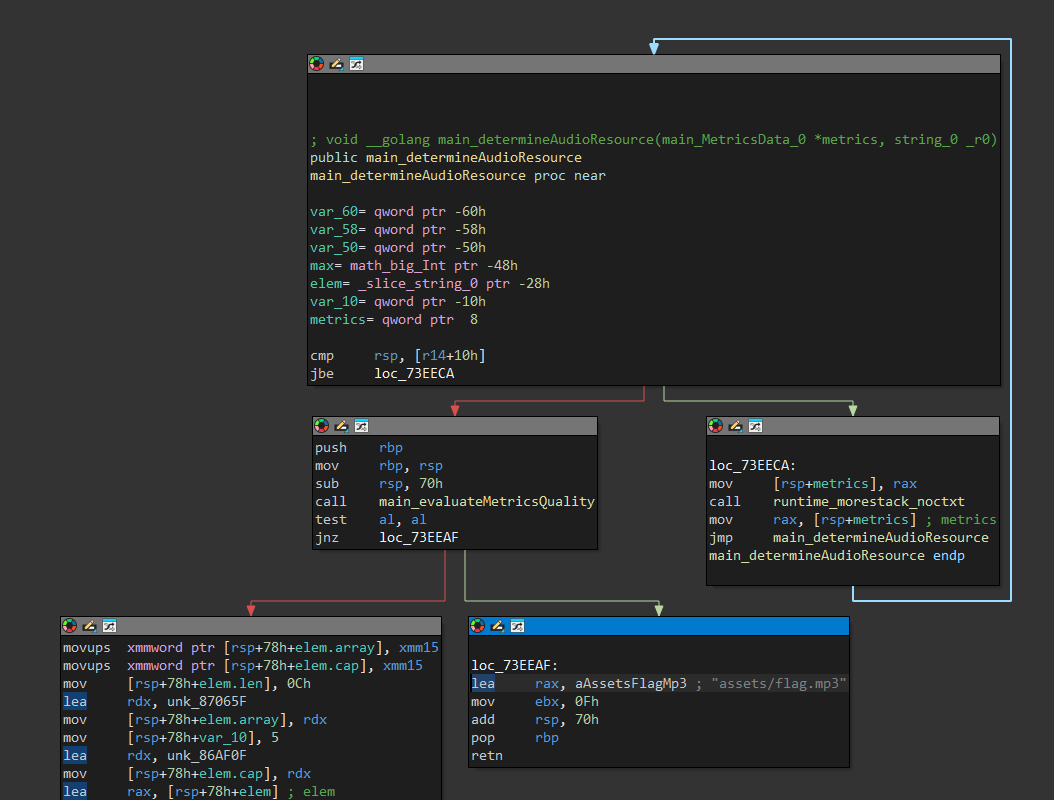 ; void __golang main_determineAudioResource(main_MetricsData_0 *metrics, string_0 _r0)
public main_determineAudioResource
main_determineAudioResource proc near
var_60= qword ptr -60h
var_58= qword ptr -58h
var_50= qword ptr -50h
max= math_big_Int ptr -48h
elem= _slice_string_0 ptr -28h
var_10= qword ptr -10h
metrics= qword ptr  8
cmp     rsp, [r14+10h]
jbe     loc_73EECA
push    rbp
mov     rbp, rsp
sub     rsp, 70h
call    main_evaluateMetricsQuality
test    al, al
jnz     loc_73EEAF
loc_73EECA:
mov     [rsp+metrics], rax
call    runtime_morestack_noctxt
mov     rax, [rsp+metrics] ; metrics
jmp     main_determineAudioResource
main_determineAudioResource endp
movups  xmmword ptr [rsp+78h+elem.array], xmm15
movups  xmmword ptr [rsp+78h+elem.cap], xmm15
mov     [rsp+78h+elem.len], 0Ch
lea     rdx, unk_87065F
mov     [rsp+78h+elem.array], rdx
mov     [rsp+78h+var_10], 5
lea     rdx, unk_86AF0F
mov     [rsp+78h+elem.cap], rdx
lea     rax, [rsp+78h+elem] ; elem
loc_73EEAF:
lea     rax, aAssetsFlagMp3 ; "assets/flag.mp3"
mov     ebx, 0Fh
add     rsp, 70h
pop     rbp
retn